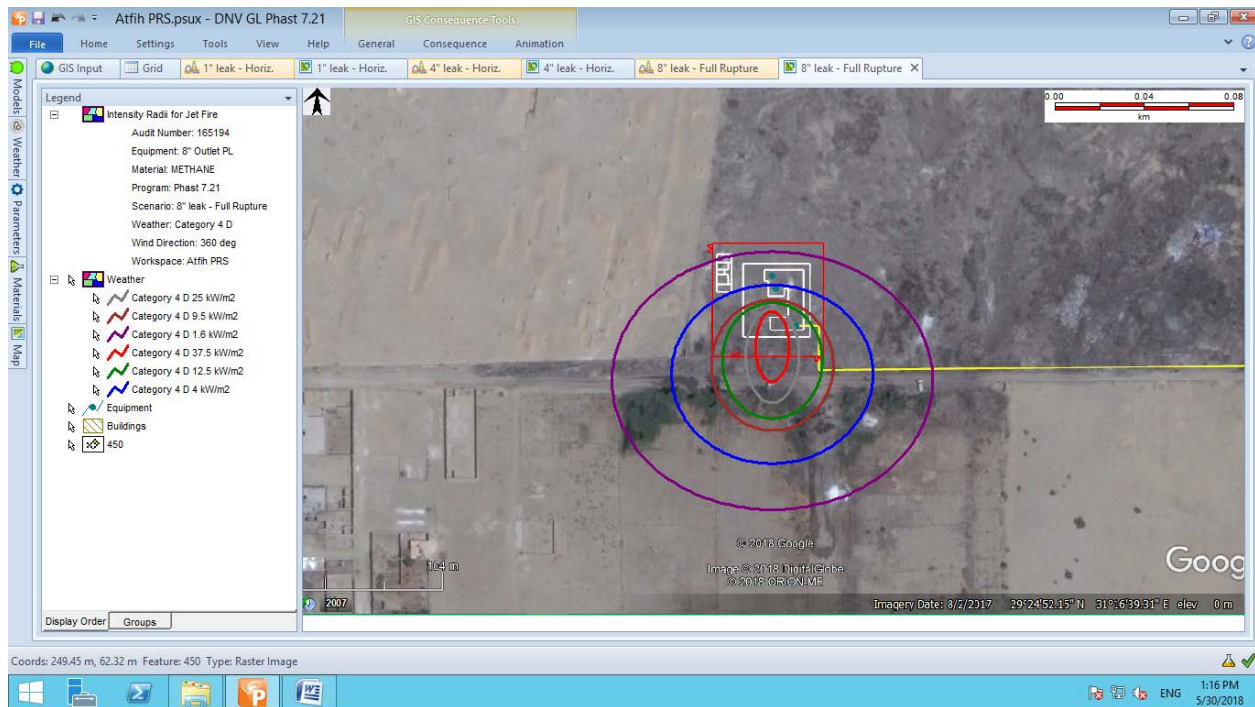 Atfih PRS.psux - DNV GL Phast 7.21
GIS Consequence Tools
File Home Settings Tools View Help General Consequence Animation
GIS Input Grid 1" leak - Horiz. 1" leak - Horiz. 4" leak - Horiz. 4" leak - Horiz. 8" leak - Full Rupture 8" leak - Full Rupture
Models
Weather
Parameters
Materials
Map
Legend
Intensity Radii for Jet Fire
Audit Number: 165194
Equipment: 8" Outlet PL
Material: METHANE
Program: Phast 7.21
Scenario: 8" leak - Full Rupture
Weather: Category 4 D
Wind Direction: 360 deg
Workspace: Atfih PRS
Weather
Category 4 D 25 kW/m2
Category 4 D 9.5 kW/m2
Category 4 D 1.6 kW/m2
Category 4 D 37.5 kW/m2
Category 4 D 12.5 kW/m2
Category 4 D 4 kW/m2
Equipment
Buildings
450
Display Order Groups
0.00 0.04 0.08
km
© 2018 Google
Image © 2018 DigitalGlobe
© 2018 ORION-ME
Goog
104 m
2007
Imagery Date: 8/2/2017 29°24'52.15" N 31°16'39.31" E elev 0 m
Coords: 249.45 m, 62.32 m Feature: 450 Type: Raster Image
ENG
1:16 PM
5/30/2018